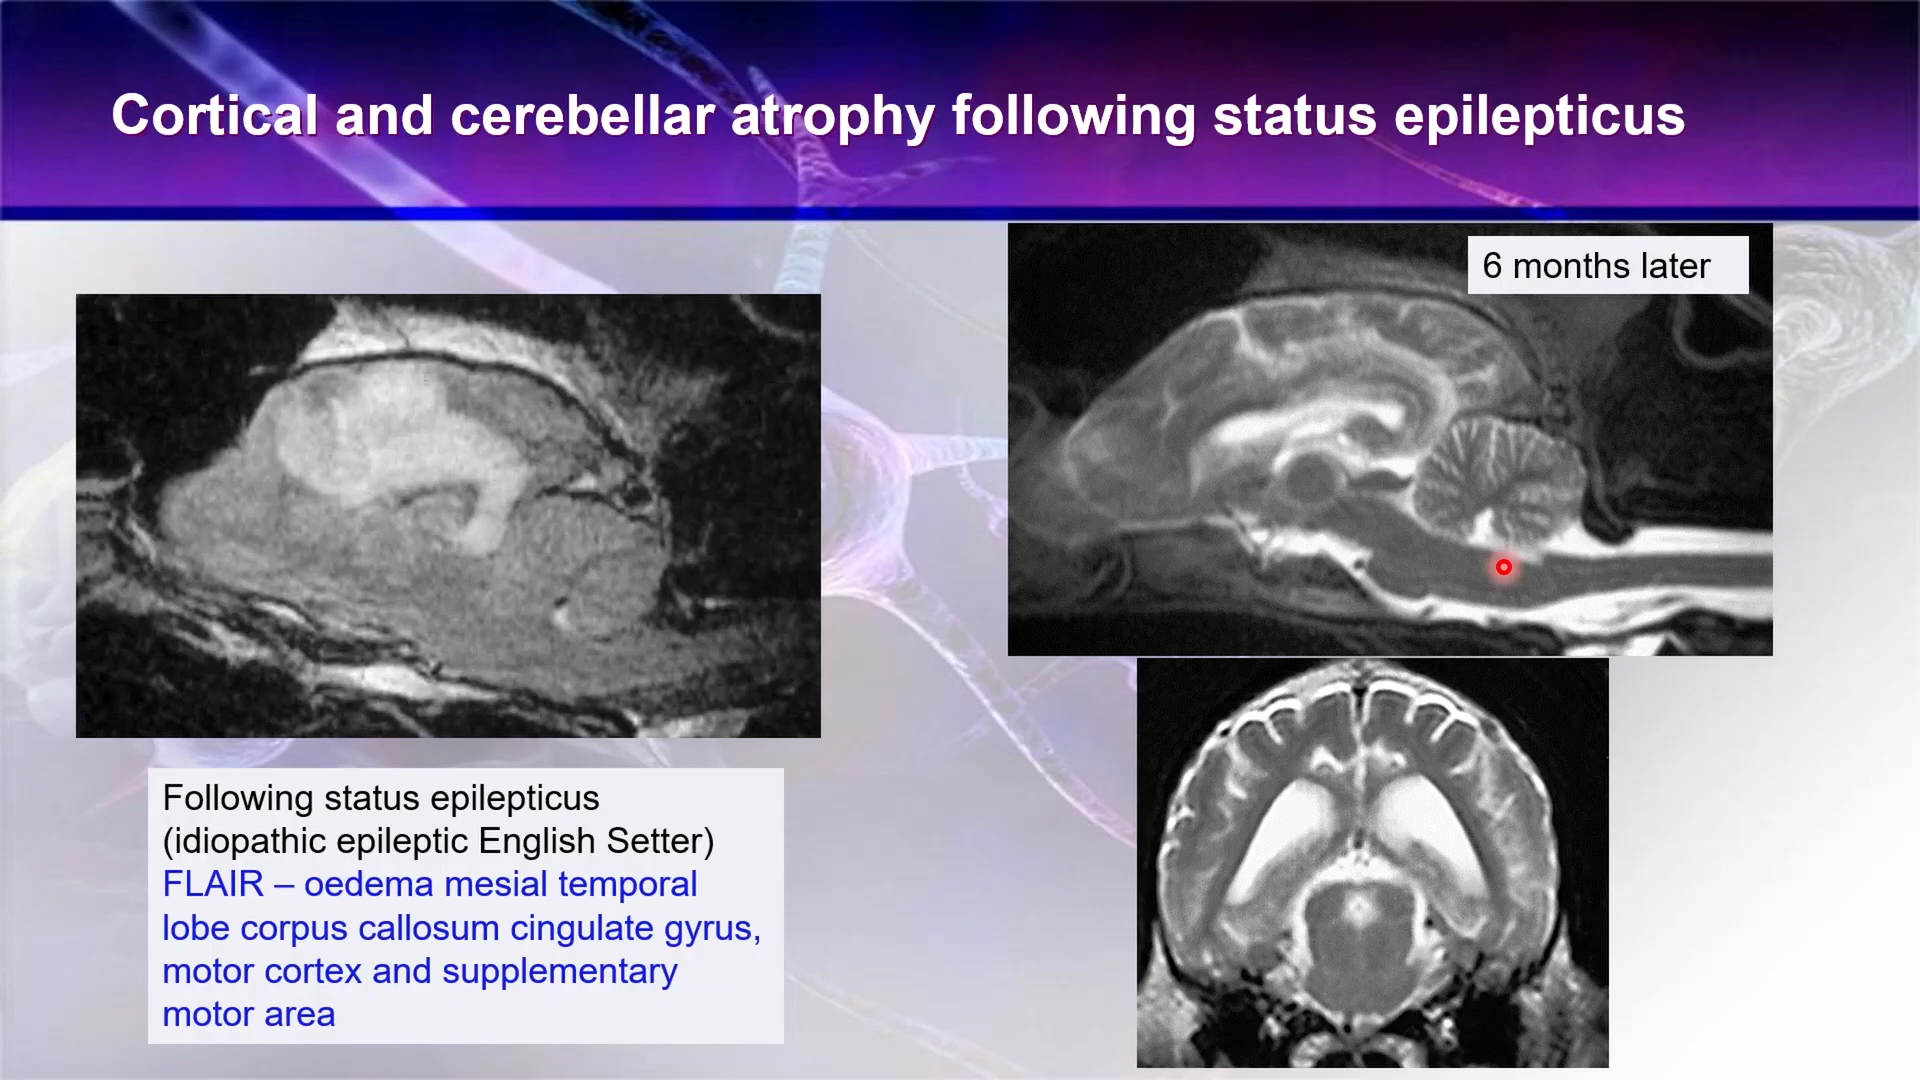 Cortical and cerebellar atrophy following status epilepticus
6 months later
Following status epilepticus
(idiopathic epileptic English Setter)
FLAIR – oedema mesial temporal
lobe corpus callosum cingulate gyrus,
motor cortex and supplementary
motor area